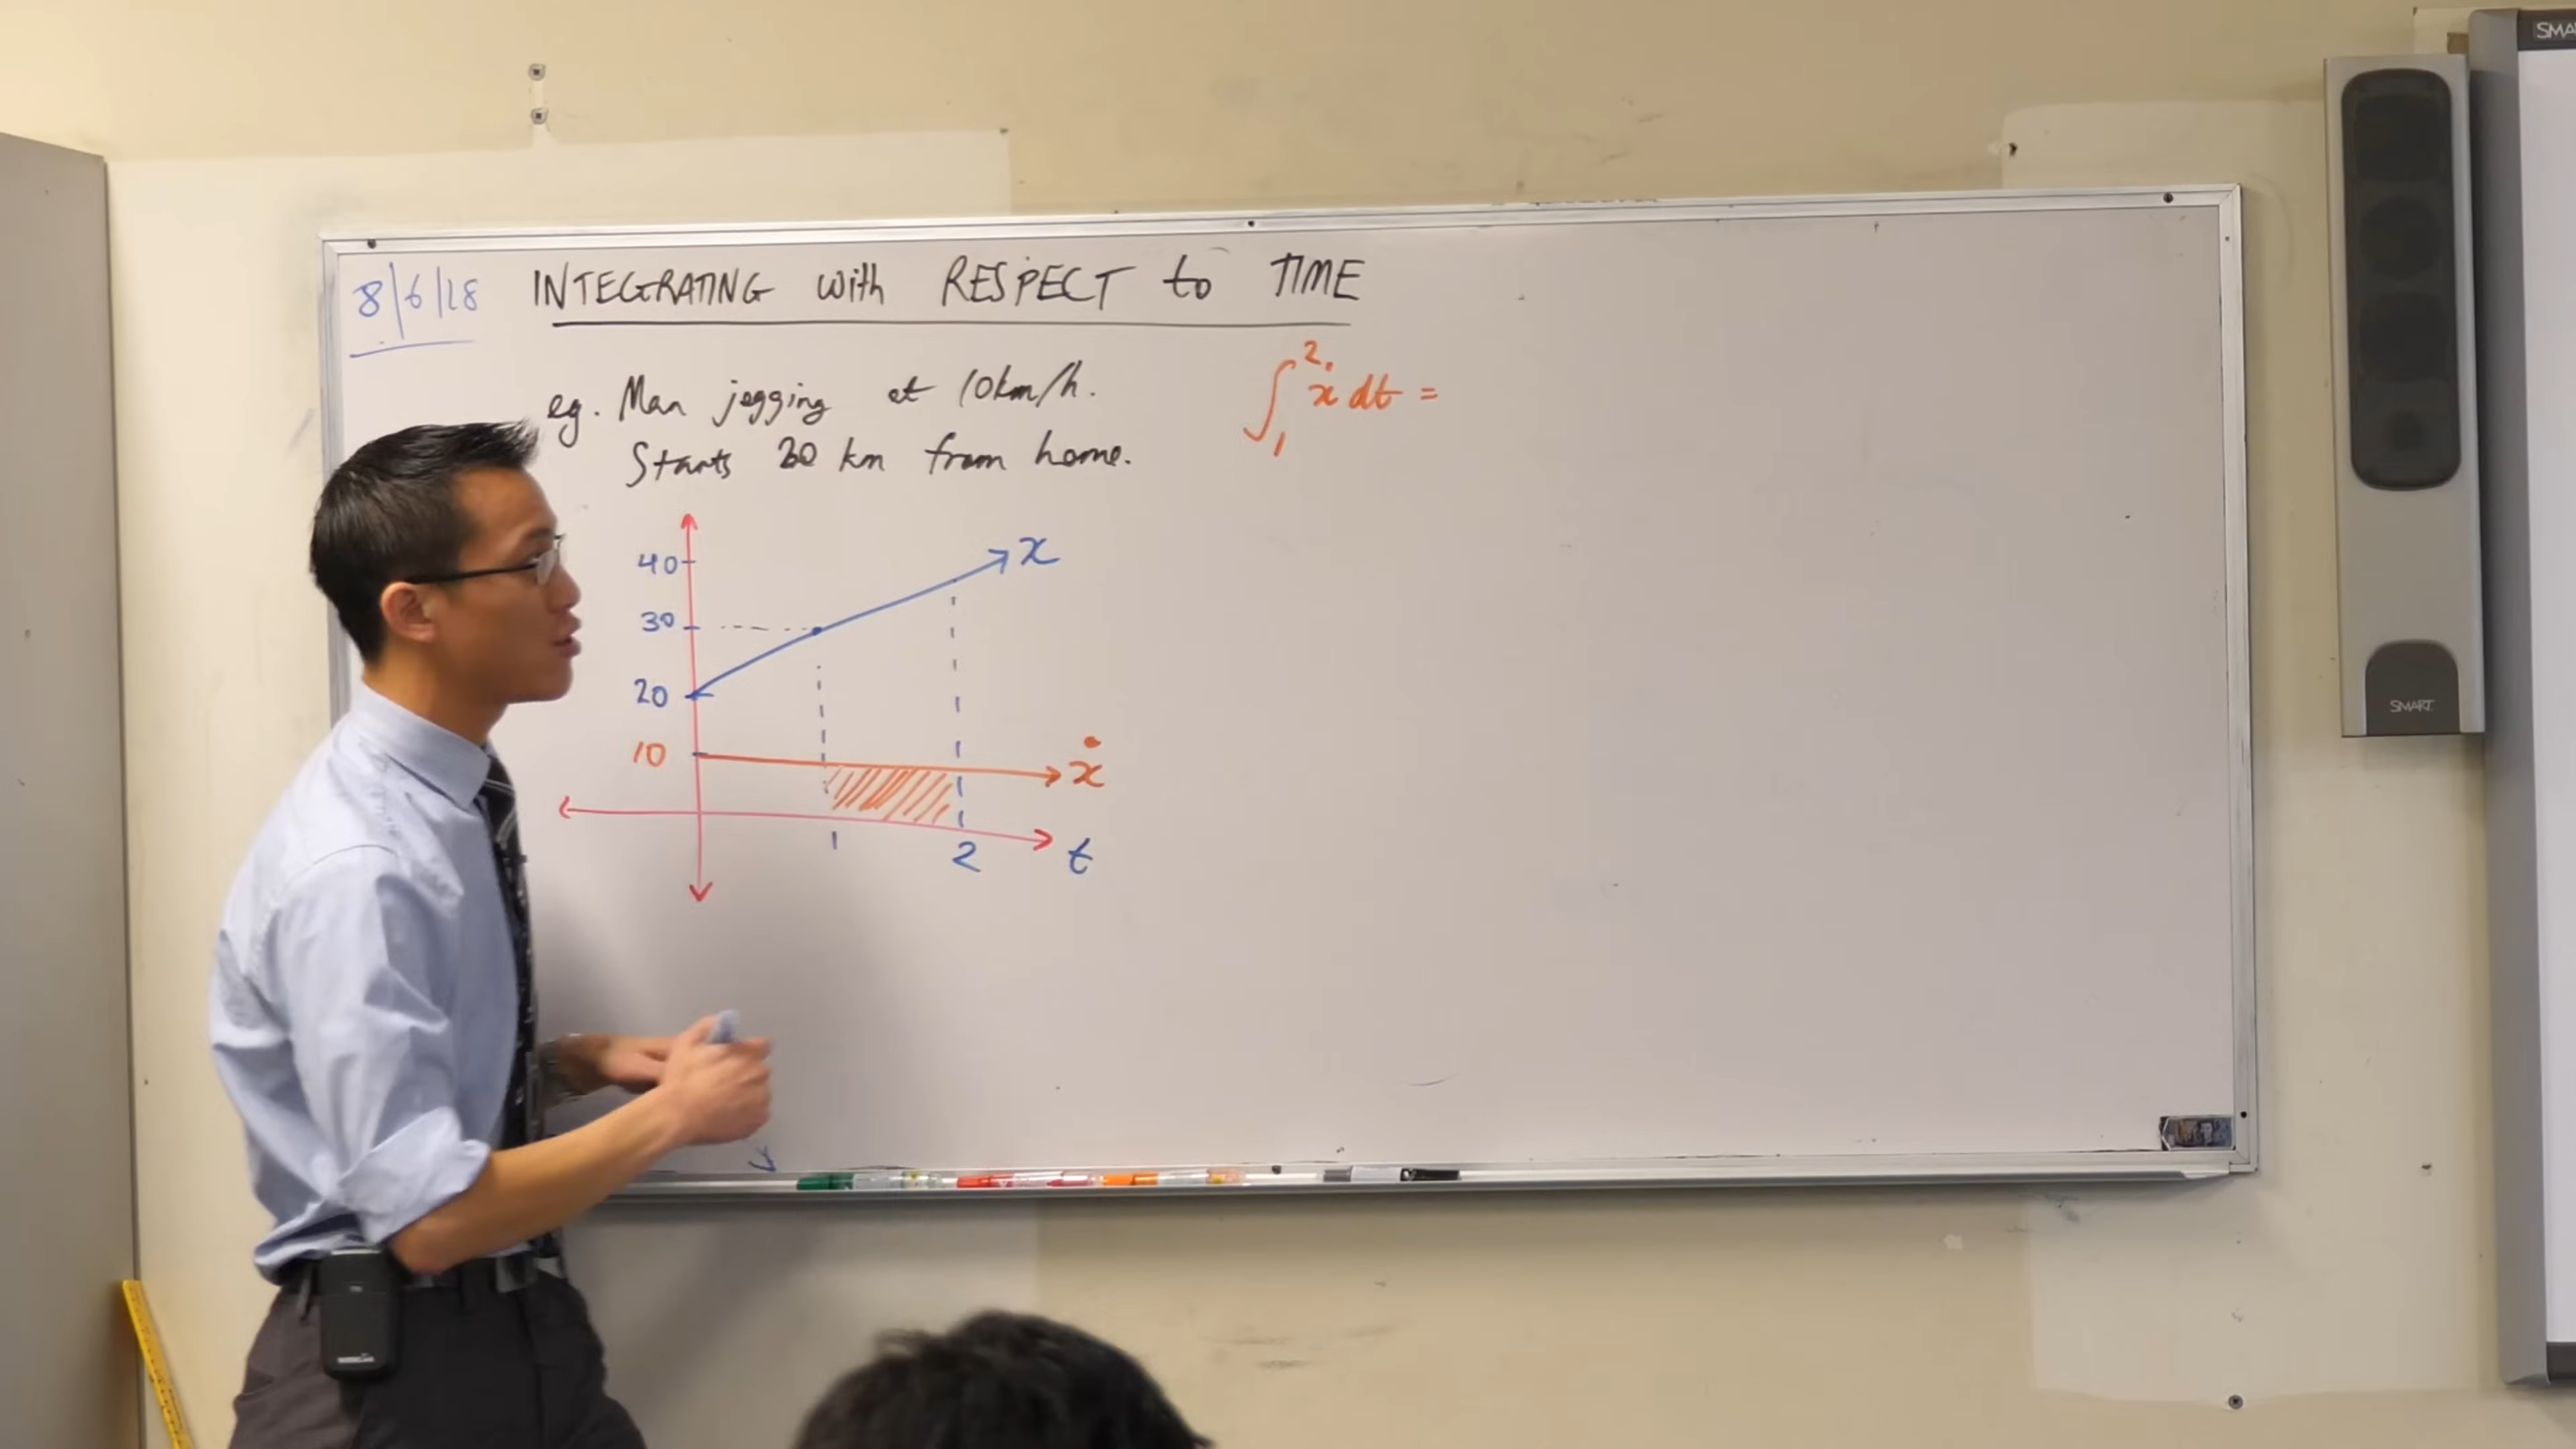 8/6/18 INTEGRATING with RESPECT to TIME
eg. Man jogging at 10km/h.
Starts 20 km from home.
∫₁² ẋ dt =
40
30
20
10
x
ẋ
1
2
t
SMART